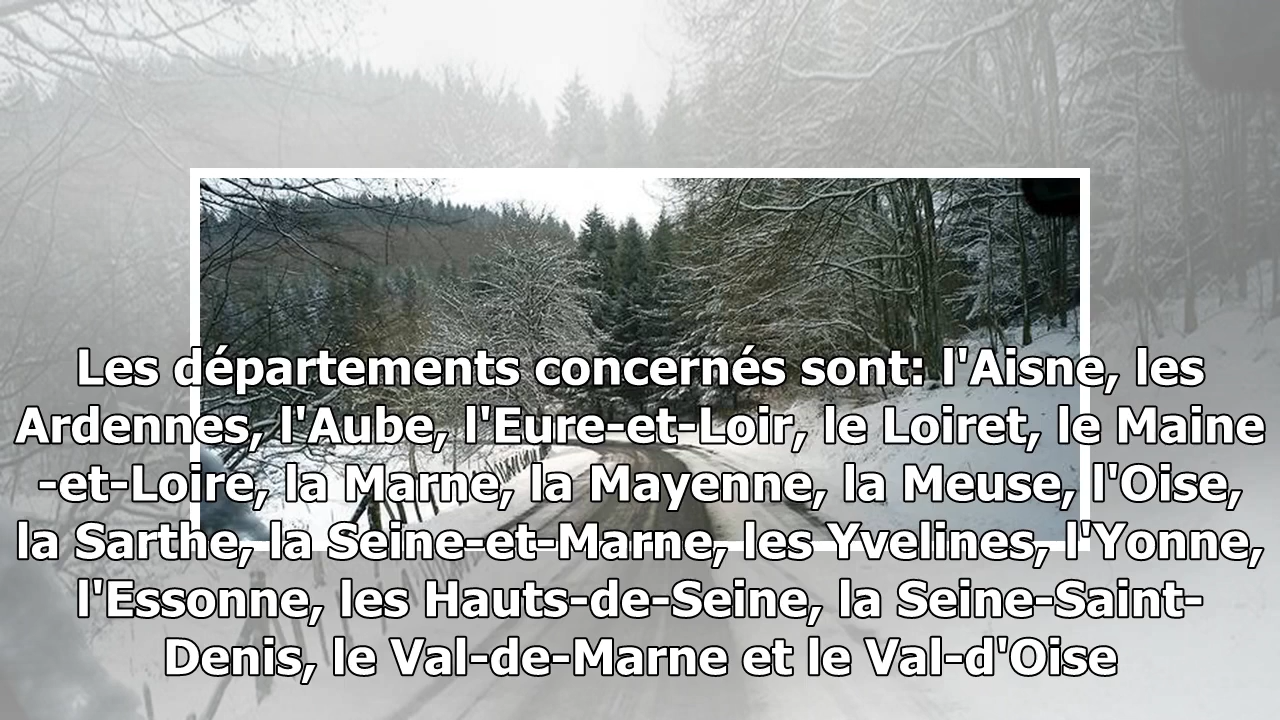 Les départements concernés sont: l'Aisne, les
Ardennes, l'Aube, l'Eure-et-Loir, le Loiret, le Maine
-et-Loire, la Marne, la Mayenne, la Meuse, l'Oise,
la Sarthe, la Seine-et-Marne, les Yvelines, l'Yonne,
l'Essonne, les Hauts-de-Seine, la Seine-Saint-
Denis, le Val-de-Marne et le Val-d'Oise